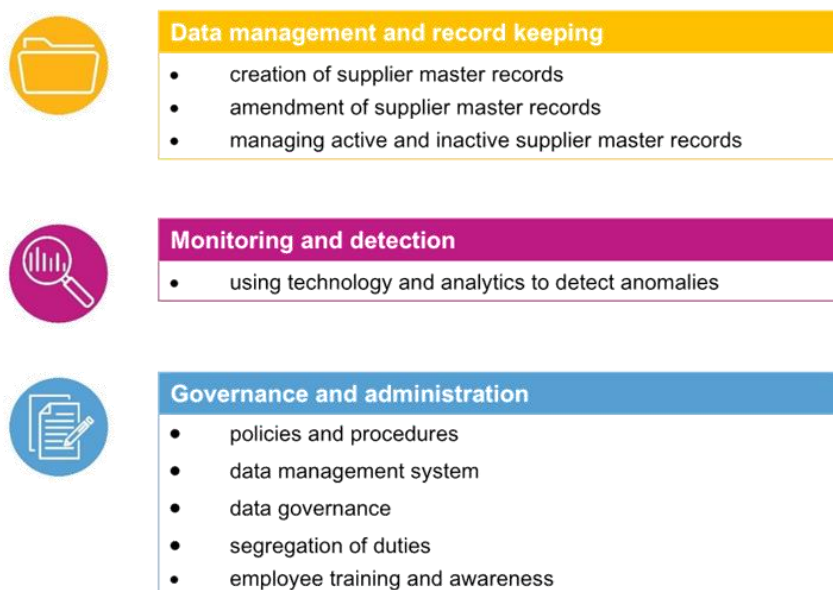 Data management and record keeping
• creation of supplier master records
• amendment of supplier master records
• managing active and inactive supplier master records
Monitoring and detection
• using technology and analytics to detect anomalies
Governance and administration
• policies and procedures
• data management system
• data governance
• segregation of duties
• employee training and awareness